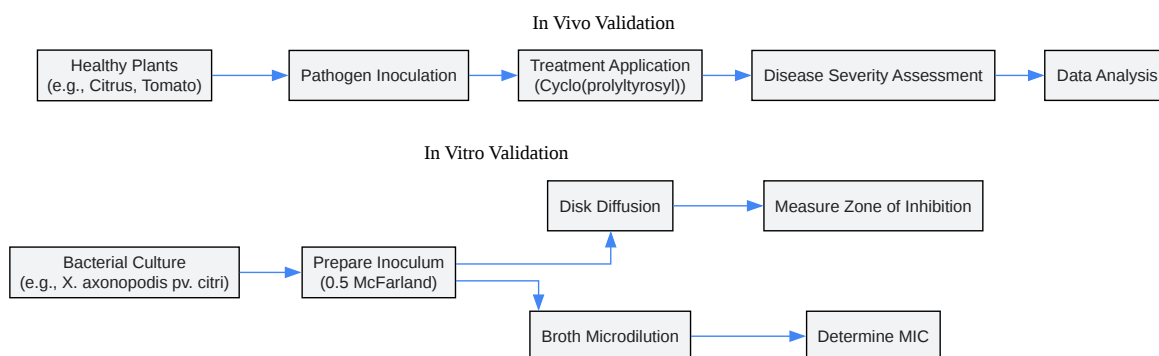 In Vivo Validation
Healthy Plants
(e.g., Citrus, Tomato)
Pathogen Inoculation
Treatment Application
(Cyclo(prolyltyrosyl))
Disease Severity Assessment
Data Analysis
In Vitro Validation
Disk Diffusion
Measure Zone of Inhibition
Bacterial Culture
(e.g., X. axonopodis pv. citri)
Prepare Inoculum
(0.5 McFarland)
Broth Microdilution
Determine MIC